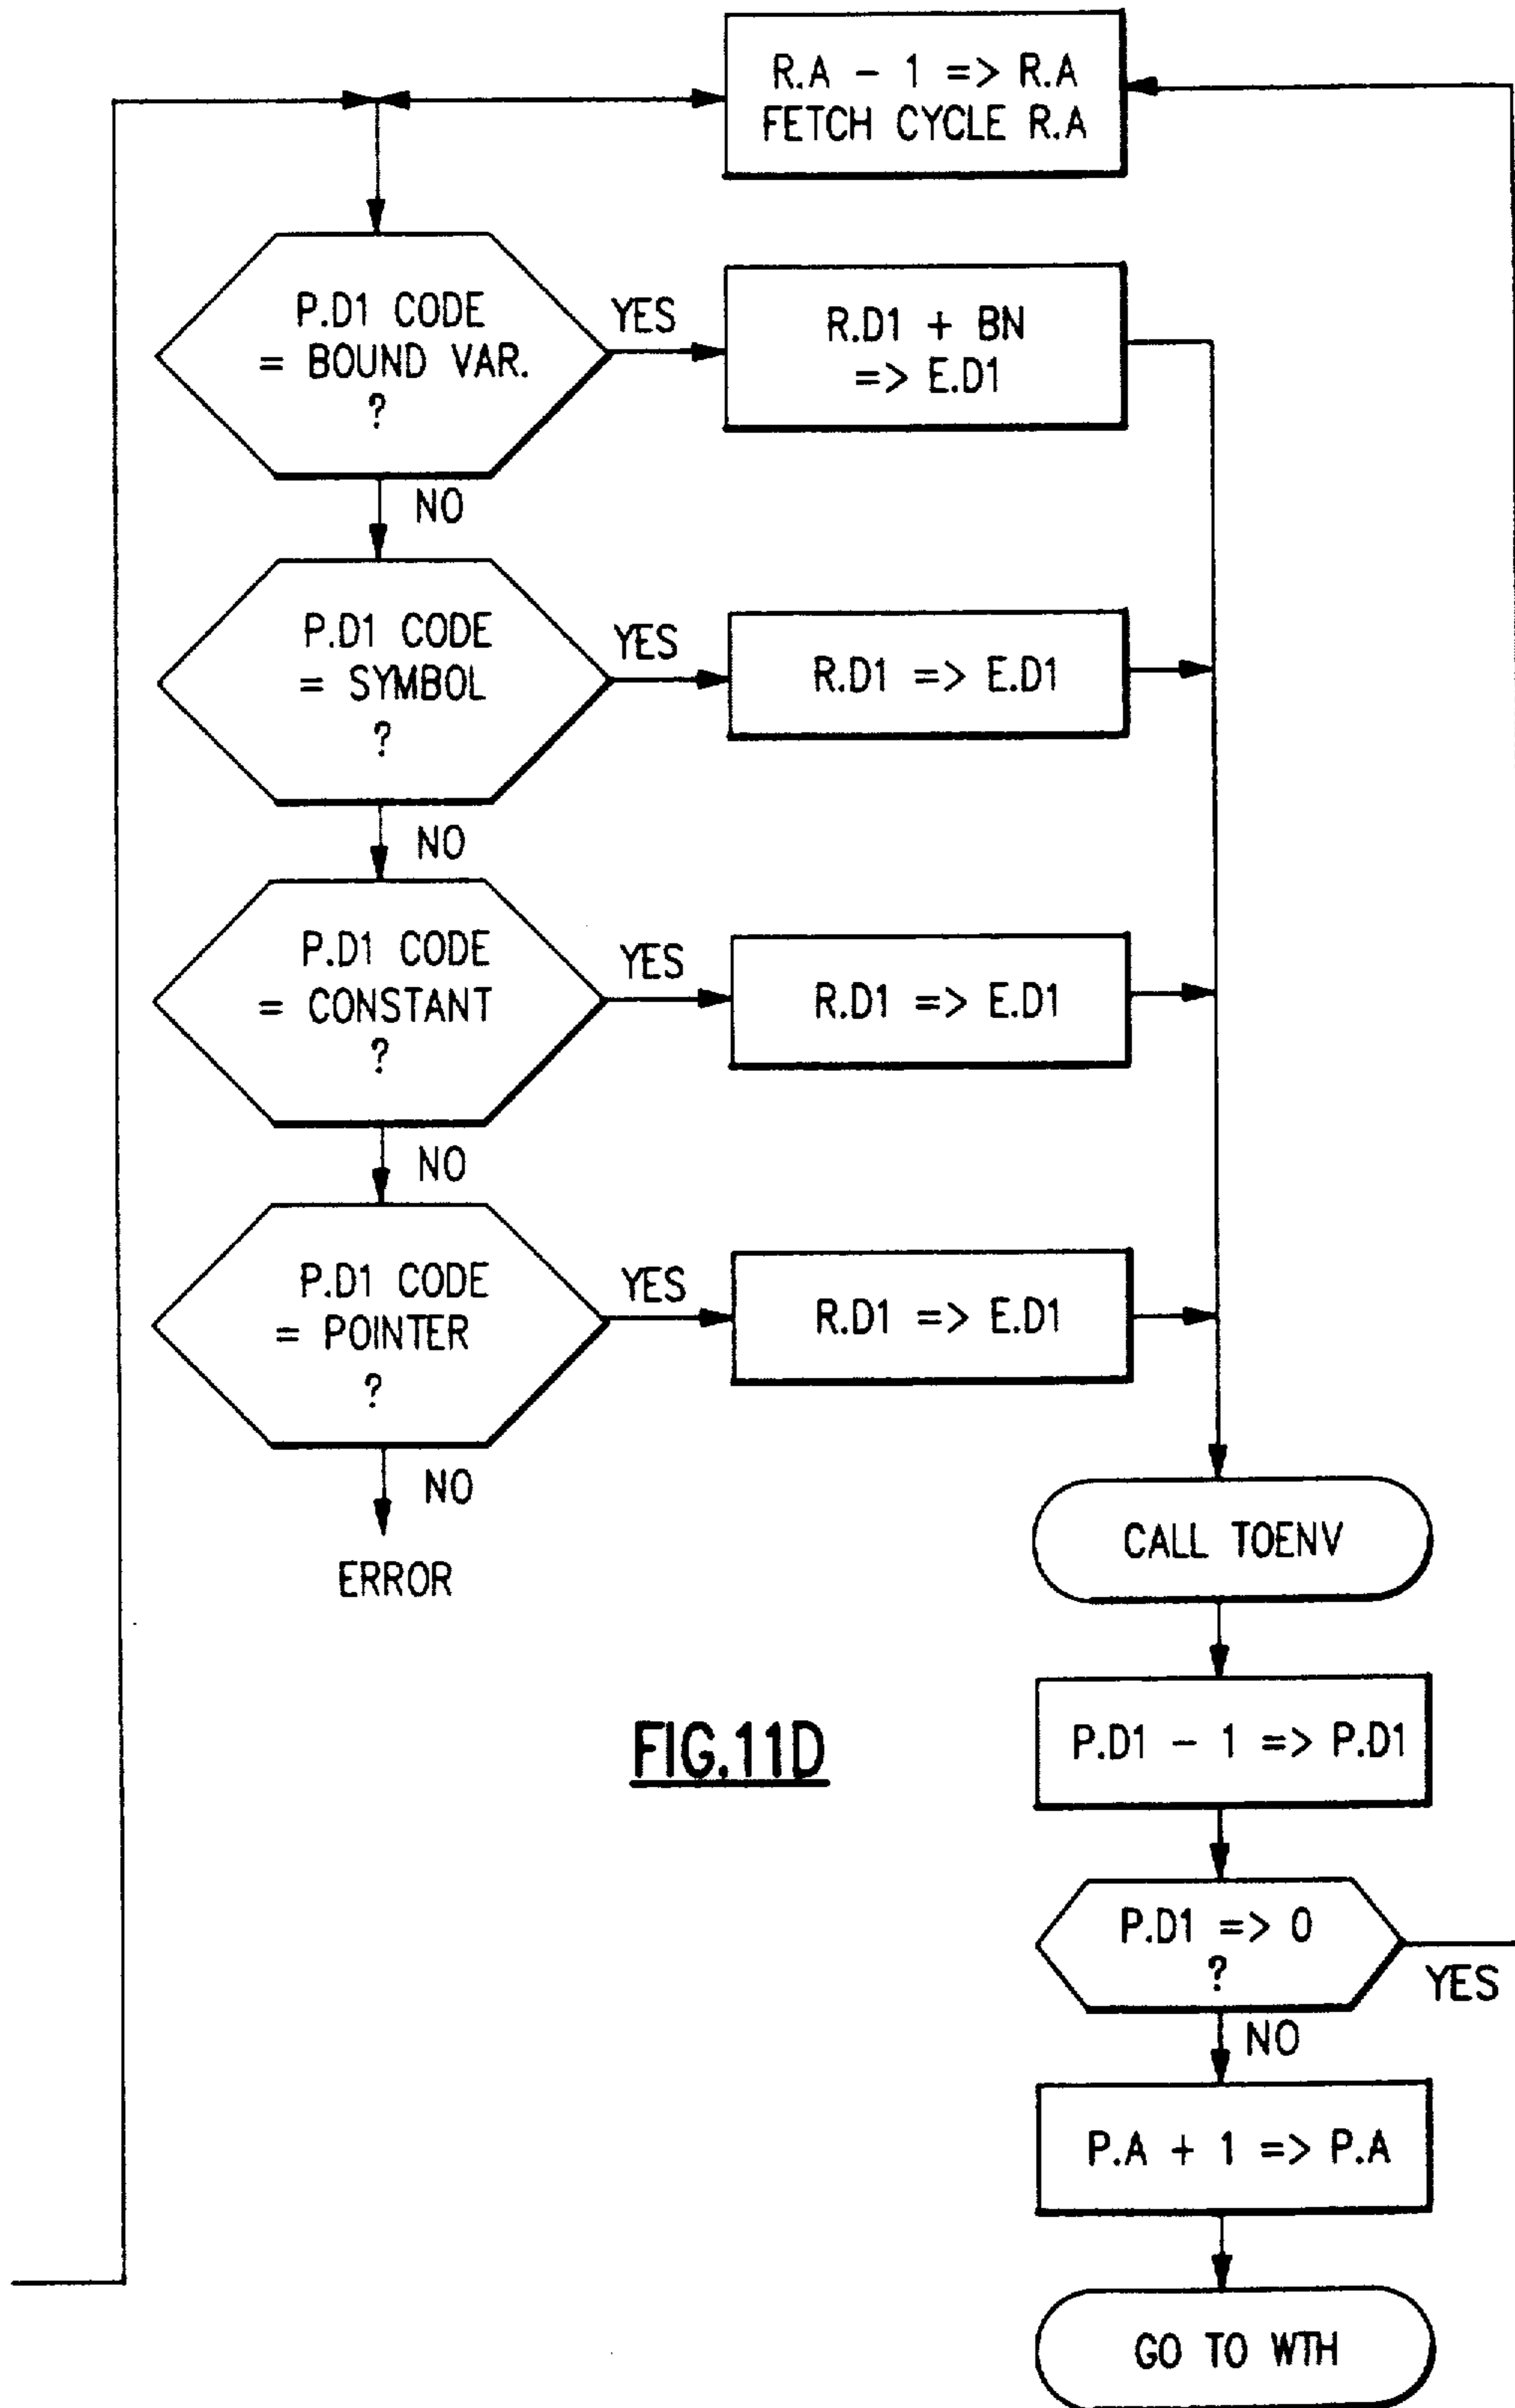 R.A - 1 => R.A
FETCH CYCLE R.A
P.D1 CODE
= BOUND VAR.
?
YES
R.D1 + BN
=> E.D1
NO
P.D1 CODE
= SYMBOL
?
YES
R.D1 => E.D1
NO
P.D1 CODE
= CONSTANT
?
YES
R.D1 => E.D1
NO
P.D1 CODE
= POINTER
?
YES
R.D1 => E.D1
NO
ERROR
CALL TOENV
P.D1 - 1 => P.D1
FIG.11D
P.D1 => 0
?
YES
NO
P.A + 1 => P.A
GO TO WTH